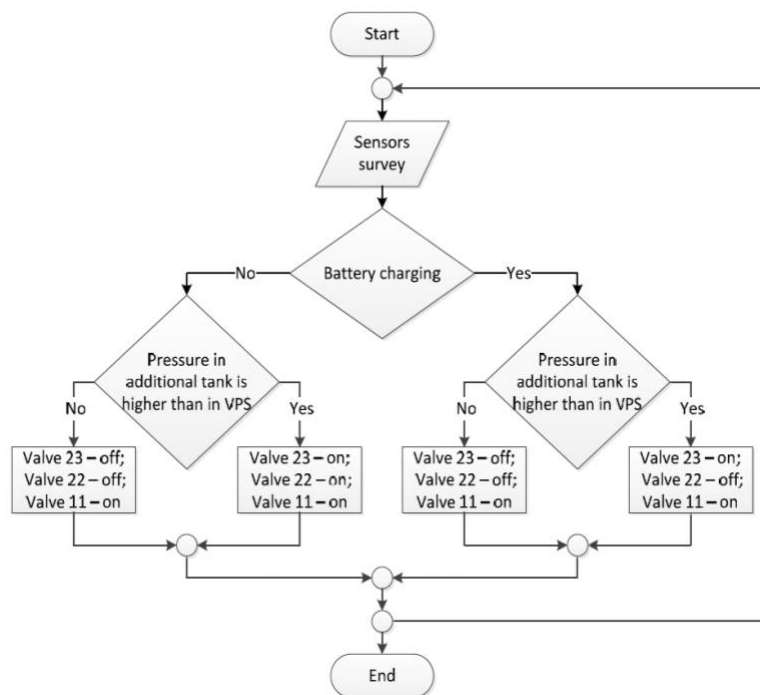 Start
Sensors
survey
Battery charging
No
Yes
Pressure in
additional tank is
higher than in VPS
No
Yes
Valve 23 – off;
Valve 22 – off;
Valve 11 – on
Valve 23 – on;
Valve 22 – on;
Valve 11 – on
Pressure in
additional tank is
higher than in VPS
No
Yes
Valve 23 – off;
Valve 22 – off;
Valve 11 – on
Valve 23 – on;
Valve 22 – off;
Valve 11 – on
End